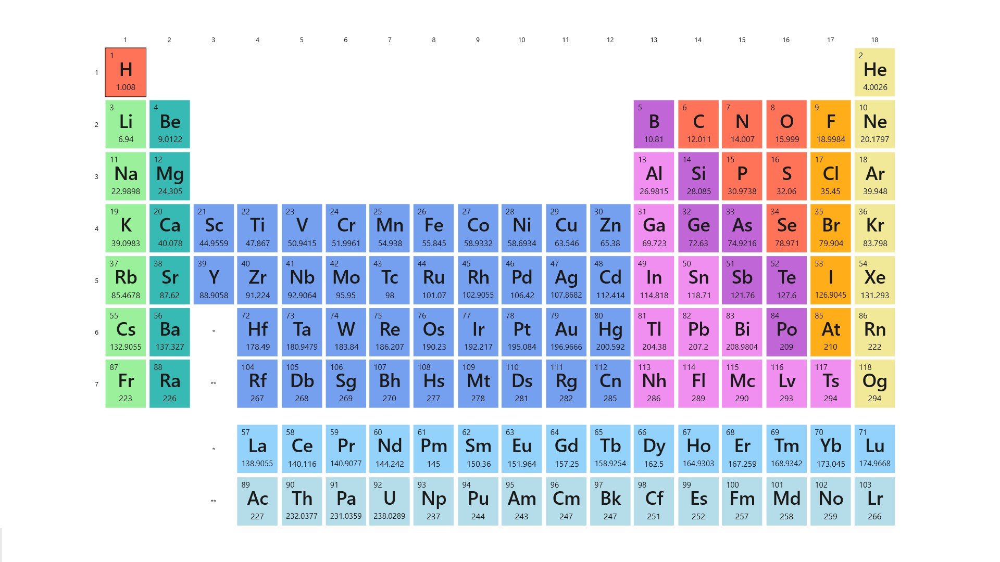 1 2 3 4 5 6 7 8 9 10 11 12 13 14 15 16 17 18
1 2
1 H He
1.008 4.0026
3 4 5 6 7 8 9 10
2 Li Be B C N O F Ne
6.94 9.0122 10.81 12.011 14.007 15.999 18.9984 20.1797
11 12 13 14 15 16 17 18
3 Na Mg Al Si P S Cl Ar
22.9898 24.305 26.9815 28.085 30.9738 32.06 35.45 39.948
19 20 21 22 23 24 25 26 27 28 29 30 31 32 33 34 35 36
4 K Ca Sc Ti V Cr Mn Fe Co Ni Cu Zn Ga Ge As Se Br Kr
39.0983 40.078 44.9559 47.867 50.9415 51.9961 54.938 55.845 58.9332 58.6934 63.546 65.38 69.723 72.63 74.9216 78.971 79.904 83.798
37 38 39 40 41 42 43 44 45 46 47 48 49 50 51 52 53 54
5 Rb Sr Y Zr Nb Mo Tc Ru Rh Pd Ag Cd In Sn Sb Te I Xe
85.4678 87.62 88.9058 91.224 92.9064 95.95 98 101.07 102.9055 106.42 107.8682 112.414 114.818 118.71 121.76 127.6 126.9045 131.293
55 56 72 73 74 75 76 77 78 79 80 81 82 83 84 85 86
6 Cs Ba * Hf Ta W Re Os Ir Pt Au Hg Tl Pb Bi Po At Rn
132.9055 137.327 178.49 180.9479 183.84 186.207 190.23 192.217 195.084 196.9666 200.592 204.38 207.2 208.9804 209 210 222
87 88 104 105 106 107 108 109 110 111 112 113 114 115 116 117 118
7 Fr Ra ** Rf Db Sg Bh Hs Mt Ds Rg Cn Nh Fl Mc Lv Ts Og
223 226 267 268 269 270 277 278 281 282 285 286 289 290 293 294 294
57 58 59 60 61 62 63 64 65 66 67 68 69 70 71
* La Ce Pr Nd Pm Sm Eu Gd Tb Dy Ho Er Tm Yb Lu
138.9055 140.116 140.9077 144.242 145 150.36 151.964 157.25 158.9254 162.5 164.9303 167.259 168.9342 173.045 174.9668
89 90 91 92 93 94 95 96 97 98 99 100 101 102 103
** Ac Th Pa U Np Pu Am Cm Bk Cf Es Fm Md No Lr
227 232.0377 231.0359 238.0289 237 244 243 247 247 251 252 257 258 259 266